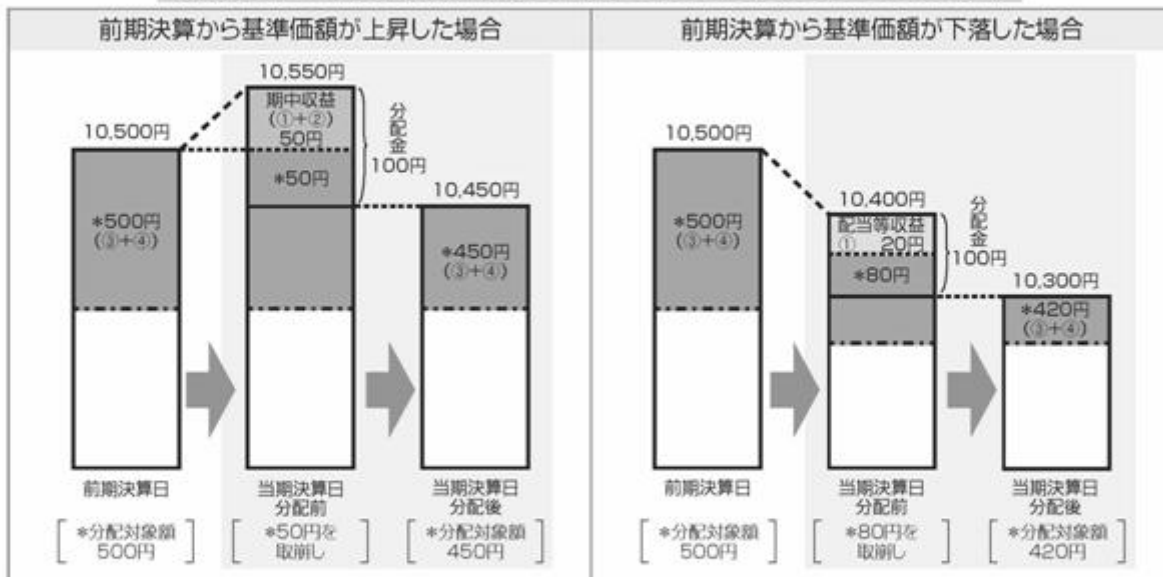 前期決算から基準価額が上昇した場合
10,550円
期中収益
(①+②)
50円
*50円
分配金
100円
10,500円
*500円
(③+④)
10,450円
*450円
(③+④)
前期決算日
当期決算日
分配前
当期決算日
分配後
*分配対象額
500円
*50円を
取崩し
*分配対象額
450円
前期決算から基準価額が下落した場合
10,500円
*500円
(③+④)
10,400円
配当等収益
① 20円
*80円
分配金
100円
10,300円
*420円
(③+④)
前期決算日
当期決算日
分配前
当期決算日
分配後
*分配対象額
500円
*80円を
取崩し
*分配対象額
420円